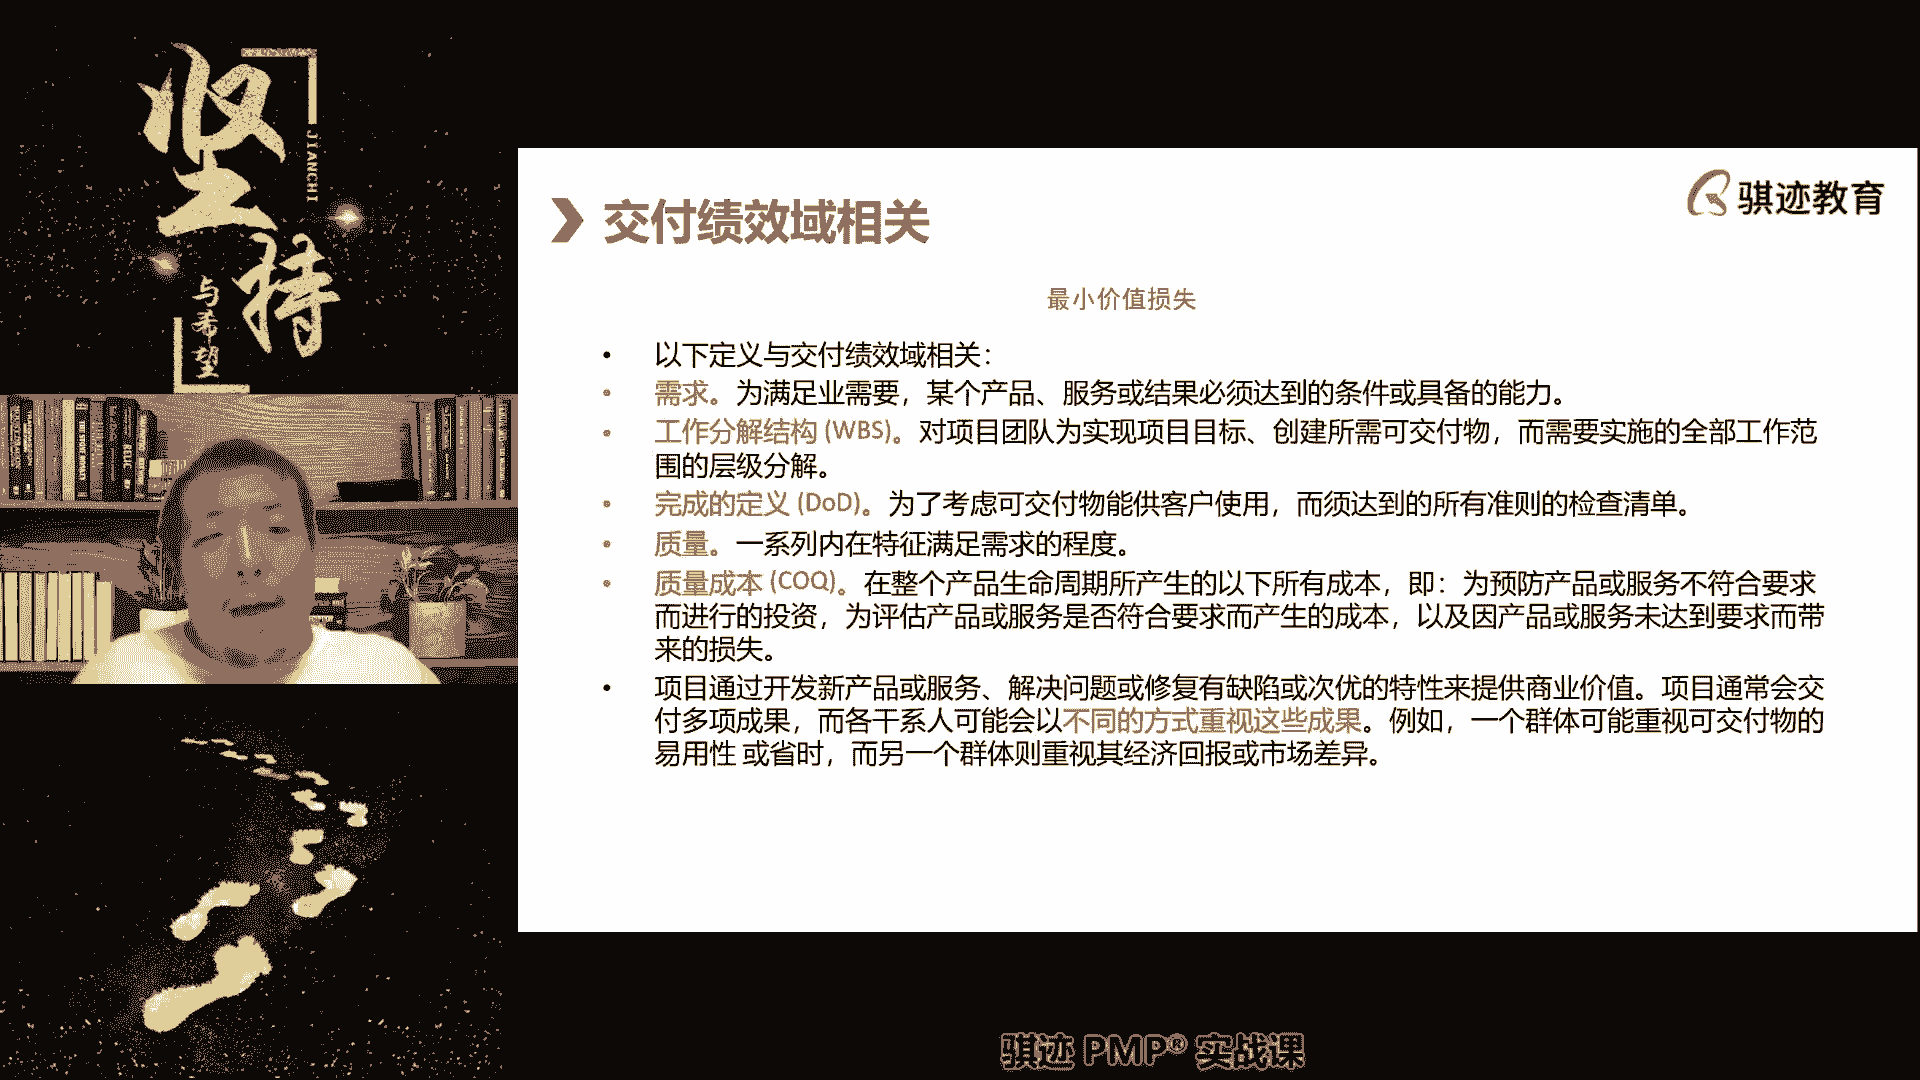 坚持
JIANCHI
与希望
骐迹教育
交付绩效域相关
最小价值损失
• 以下定义与交付绩效域相关：
• 需求。为满足业需要，某个产品、服务或结果必须达到的条件或具备的能力。
• 工作分解结构 (WBS)。对项目团队为实现项目目标、创建所需可交付物，而需要实施的全部工作范
围的层级分解。
• 完成的定义 (DoD)。为了考虑可交付物能供客户使用，而须达到的所有准则的检查清单。
• 质量。一系列内在特征满足需求的程度。
• 质量成本 (COQ)。在整个产品生命周期所产生的以下所有成本，即：为预防产品或服务不符合要求
而进行的投资，为评估产品或服务是否符合要求而产生的成本，以及因产品或服务未达到要求而带
来的损失。
• 项目通过开发新产品或服务、解决问题或修复有缺陷或次优的特性来提供商业价值。项目通常会交
付多项成果，而各干系人可能会以不同的方式重视这些成果。例如，一个群体可能重视可交付物的
易用性 或省时，而另一个群体则重视其经济回报或市场差异。
骐迹 PMP® 实战课